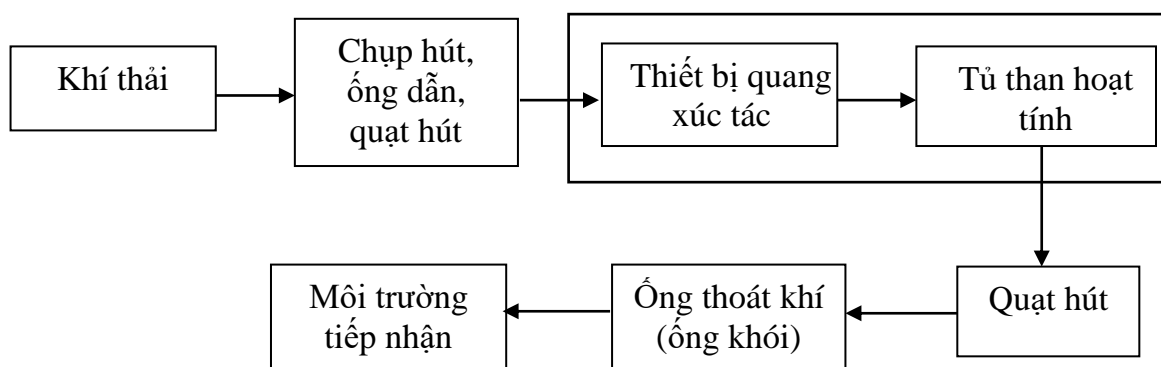 Khí thải
Chụp hút,
ống dẫn,
quạt hút
Thiết bị quang
xúc tác
Tủ than hoạt
tính
Quạt hút
Ống thoát khí
(ống khói)
Môi trường
tiếp nhận